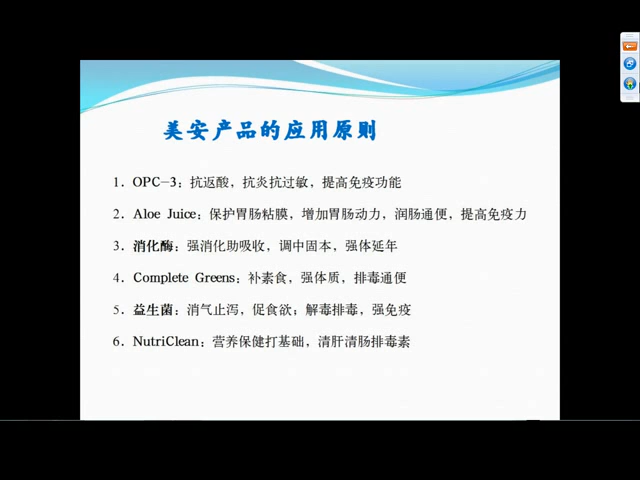 美安产品的应用原则
1．OPC-3：抗返酸，抗炎抗过敏，提高免疫功能
2．Aloe Juice：保护胃肠粘膜，增加胃肠动力，润肠通便，提高免疫力
3．消化酶：强消化助吸收，调中固本，强体延年
4．Complete Greens：补素食，强体质，排毒通便
5．益生菌：消气止泻，促食欲；解毒排毒，强免疫
6．NutriClean：营养保健打基础，清肝清肠排毒素